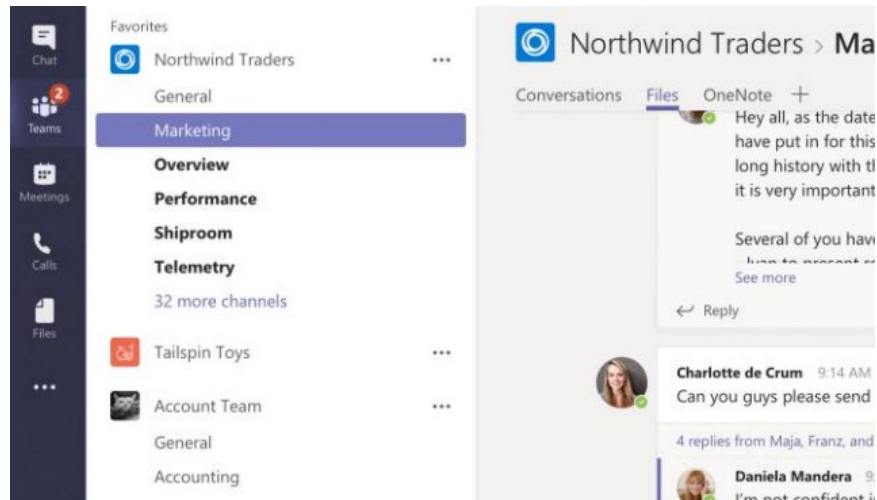 Chat
2
Teams
Meetings
Calls
Files
Favorites
Northwind Traders
General
Marketing
Overview
Performance
Shiproom
Telemetry
32 more channels
Tailspin Toys
Account Team
General
Accounting
Northwind Traders > Ma
Conversations Files OneNote +
Hey all, as the date
have put in for this
long history with th
it is very important
Several of you have
See more
Reply
Charlotte de Crum 9:14 AM
Can you guys please send
4 replies from Maja, Franz, and
Daniela Mandera 9:
I'm not confident i